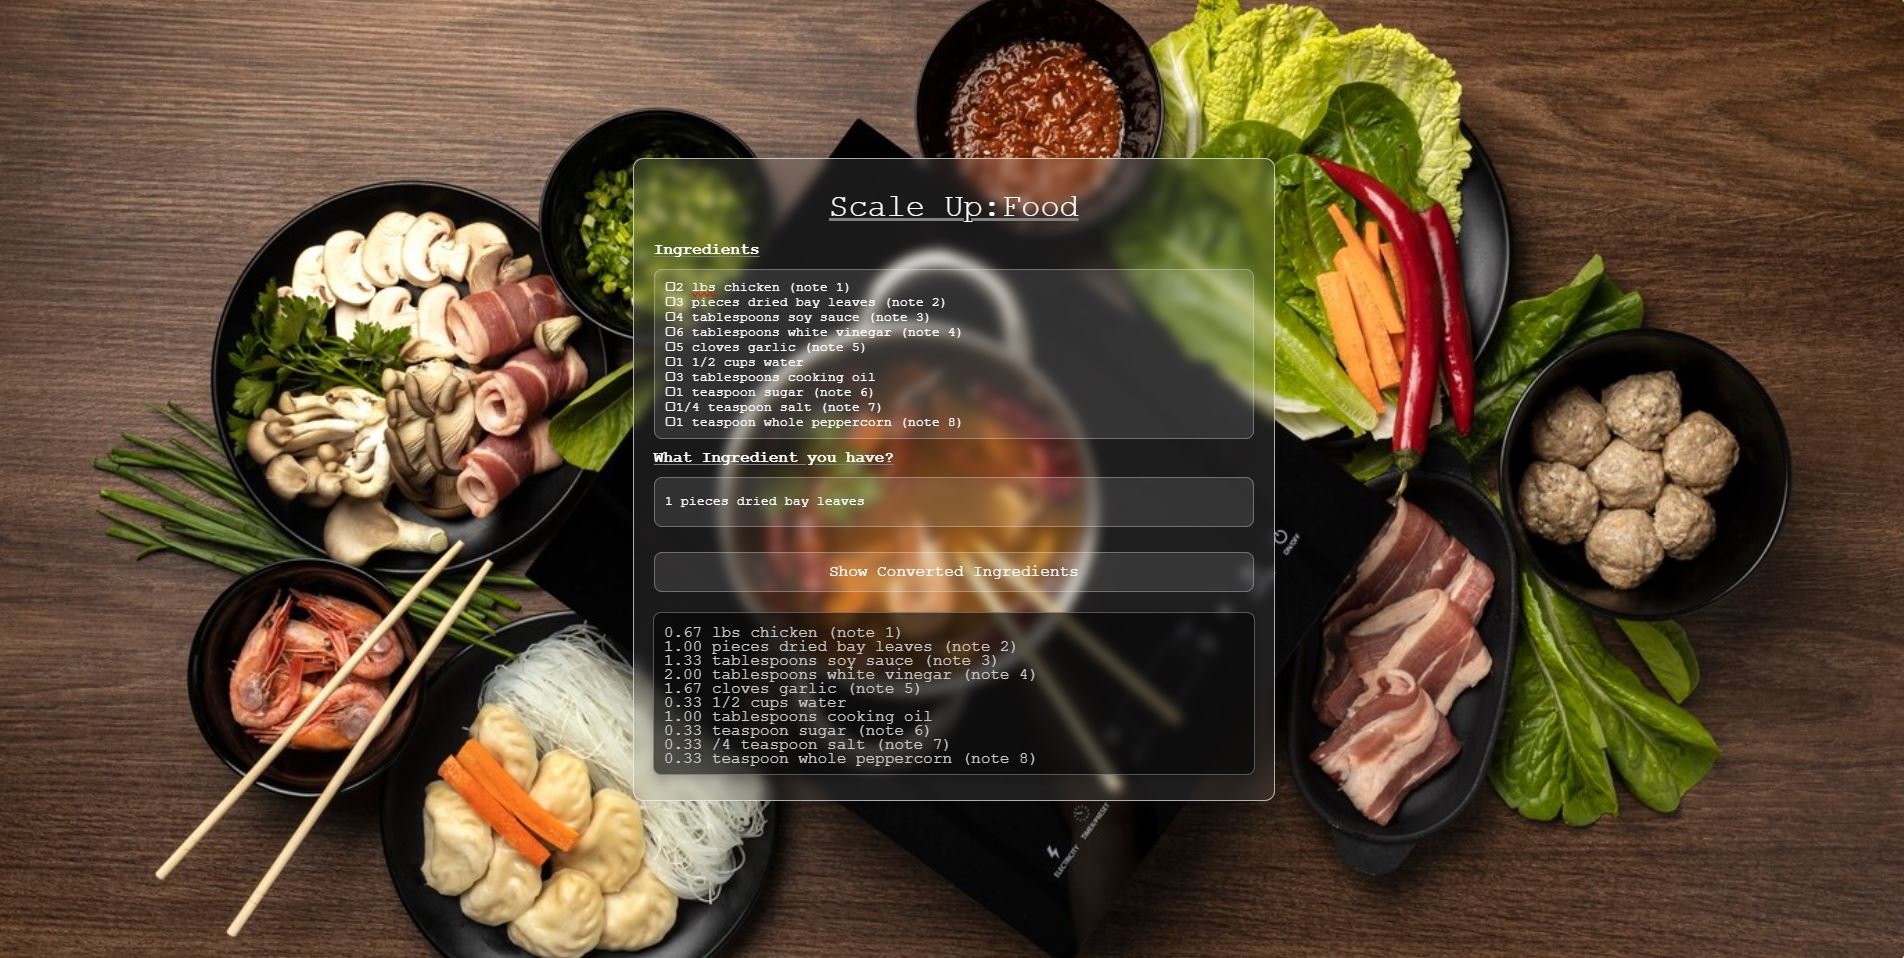 Scale Up:Food
Ingredients
▢2 lbs chicken (note 1)
▢3 pieces dried bay leaves (note 2)
▢4 tablespoons soy sauce (note 3)
▢6 tablespoons white vinegar (note 4)
▢5 cloves garlic (note 5)
▢1 1/2 cups water
▢3 tablespoons cooking oil
▢1 teaspoon sugar (note 6)
▢1/4 teaspoon salt (note 7)
▢1 teaspoon whole peppercorn (note 8)
What Ingredient you have?
1 pieces dried bay leaves
Show Converted Ingredients
0.67 lbs chicken (note 1)
1.00 pieces dried bay leaves (note 2)
1.33 tablespoons soy sauce (note 3)
2.00 tablespoons white vinegar (note 4)
1.67 cloves garlic (note 5)
0.33 1/2 cups water
1.00 tablespoons cooking oil
0.33 teaspoon sugar (note 6)
0.33 /4 teaspoon salt (note 7)
0.33 teaspoon whole peppercorn (note 8)
ON/OFF
TIMER/PRESET
ELECTRICITY